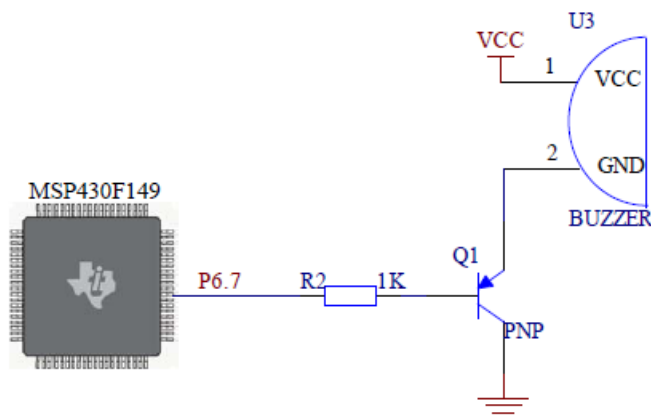 U3
VCC
1
VCC
2
GND
MSP430F149
BUZZER
Q1
P6.7
R2
1K
PNP